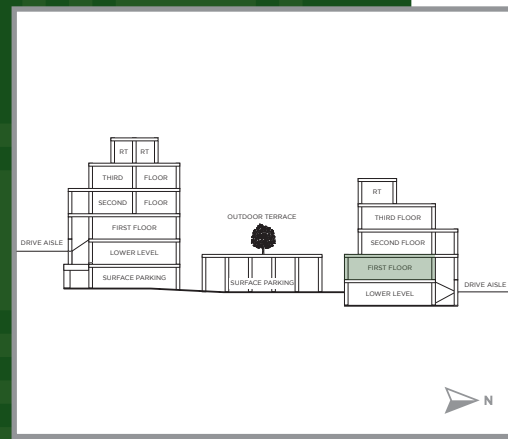 RT RT
THIRD FLOOR
SECOND FLOOR
FIRST FLOOR
DRIVE AISLE
LOWER LEVEL
SURFACE PARKING
OUTDOOR TERRACE
SURFACE PARKING
RT
THIRD FLOOR
SECOND FLOOR
FIRST FLOOR
LOWER LEVEL
DRIVE AISLE
N